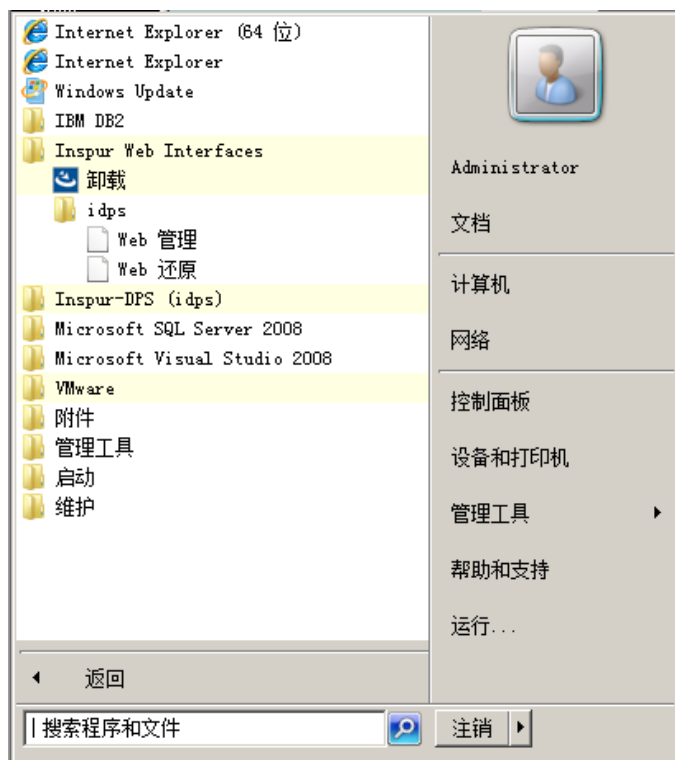 Internet Explorer (64 位)
Internet Explorer
Windows Update
IBM DB2
Inspur Web Interfaces
卸载
idps
Web 管理
Web 还原
Inspur-DPS (idps)
Microsoft SQL Server 2008
Microsoft Visual Studio 2008
VMware
附件
管理工具
启动
维护
返回
搜索程序和文件
Administrator
文档
计算机
网络
控制面板
设备和打印机
管理工具
帮助和支持
运行...
注销